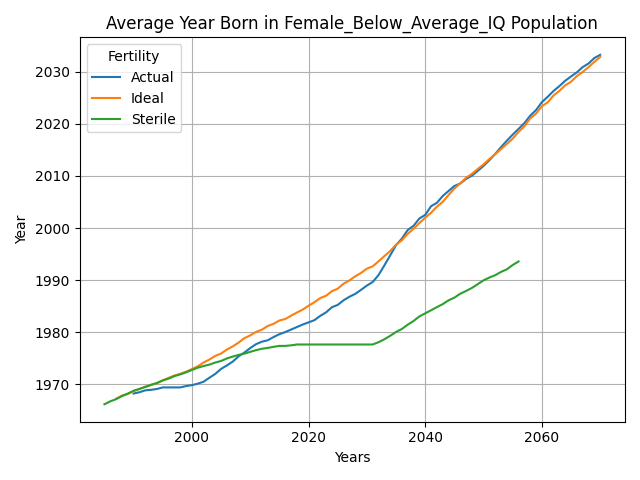 Average Year Born in Female_Below_Average_IQ Population
Fertility
Actual
Ideal
Sterile
Year
2030
2020
2010
2000
1990
1980
1970
2000
2020
2040
2060
Years